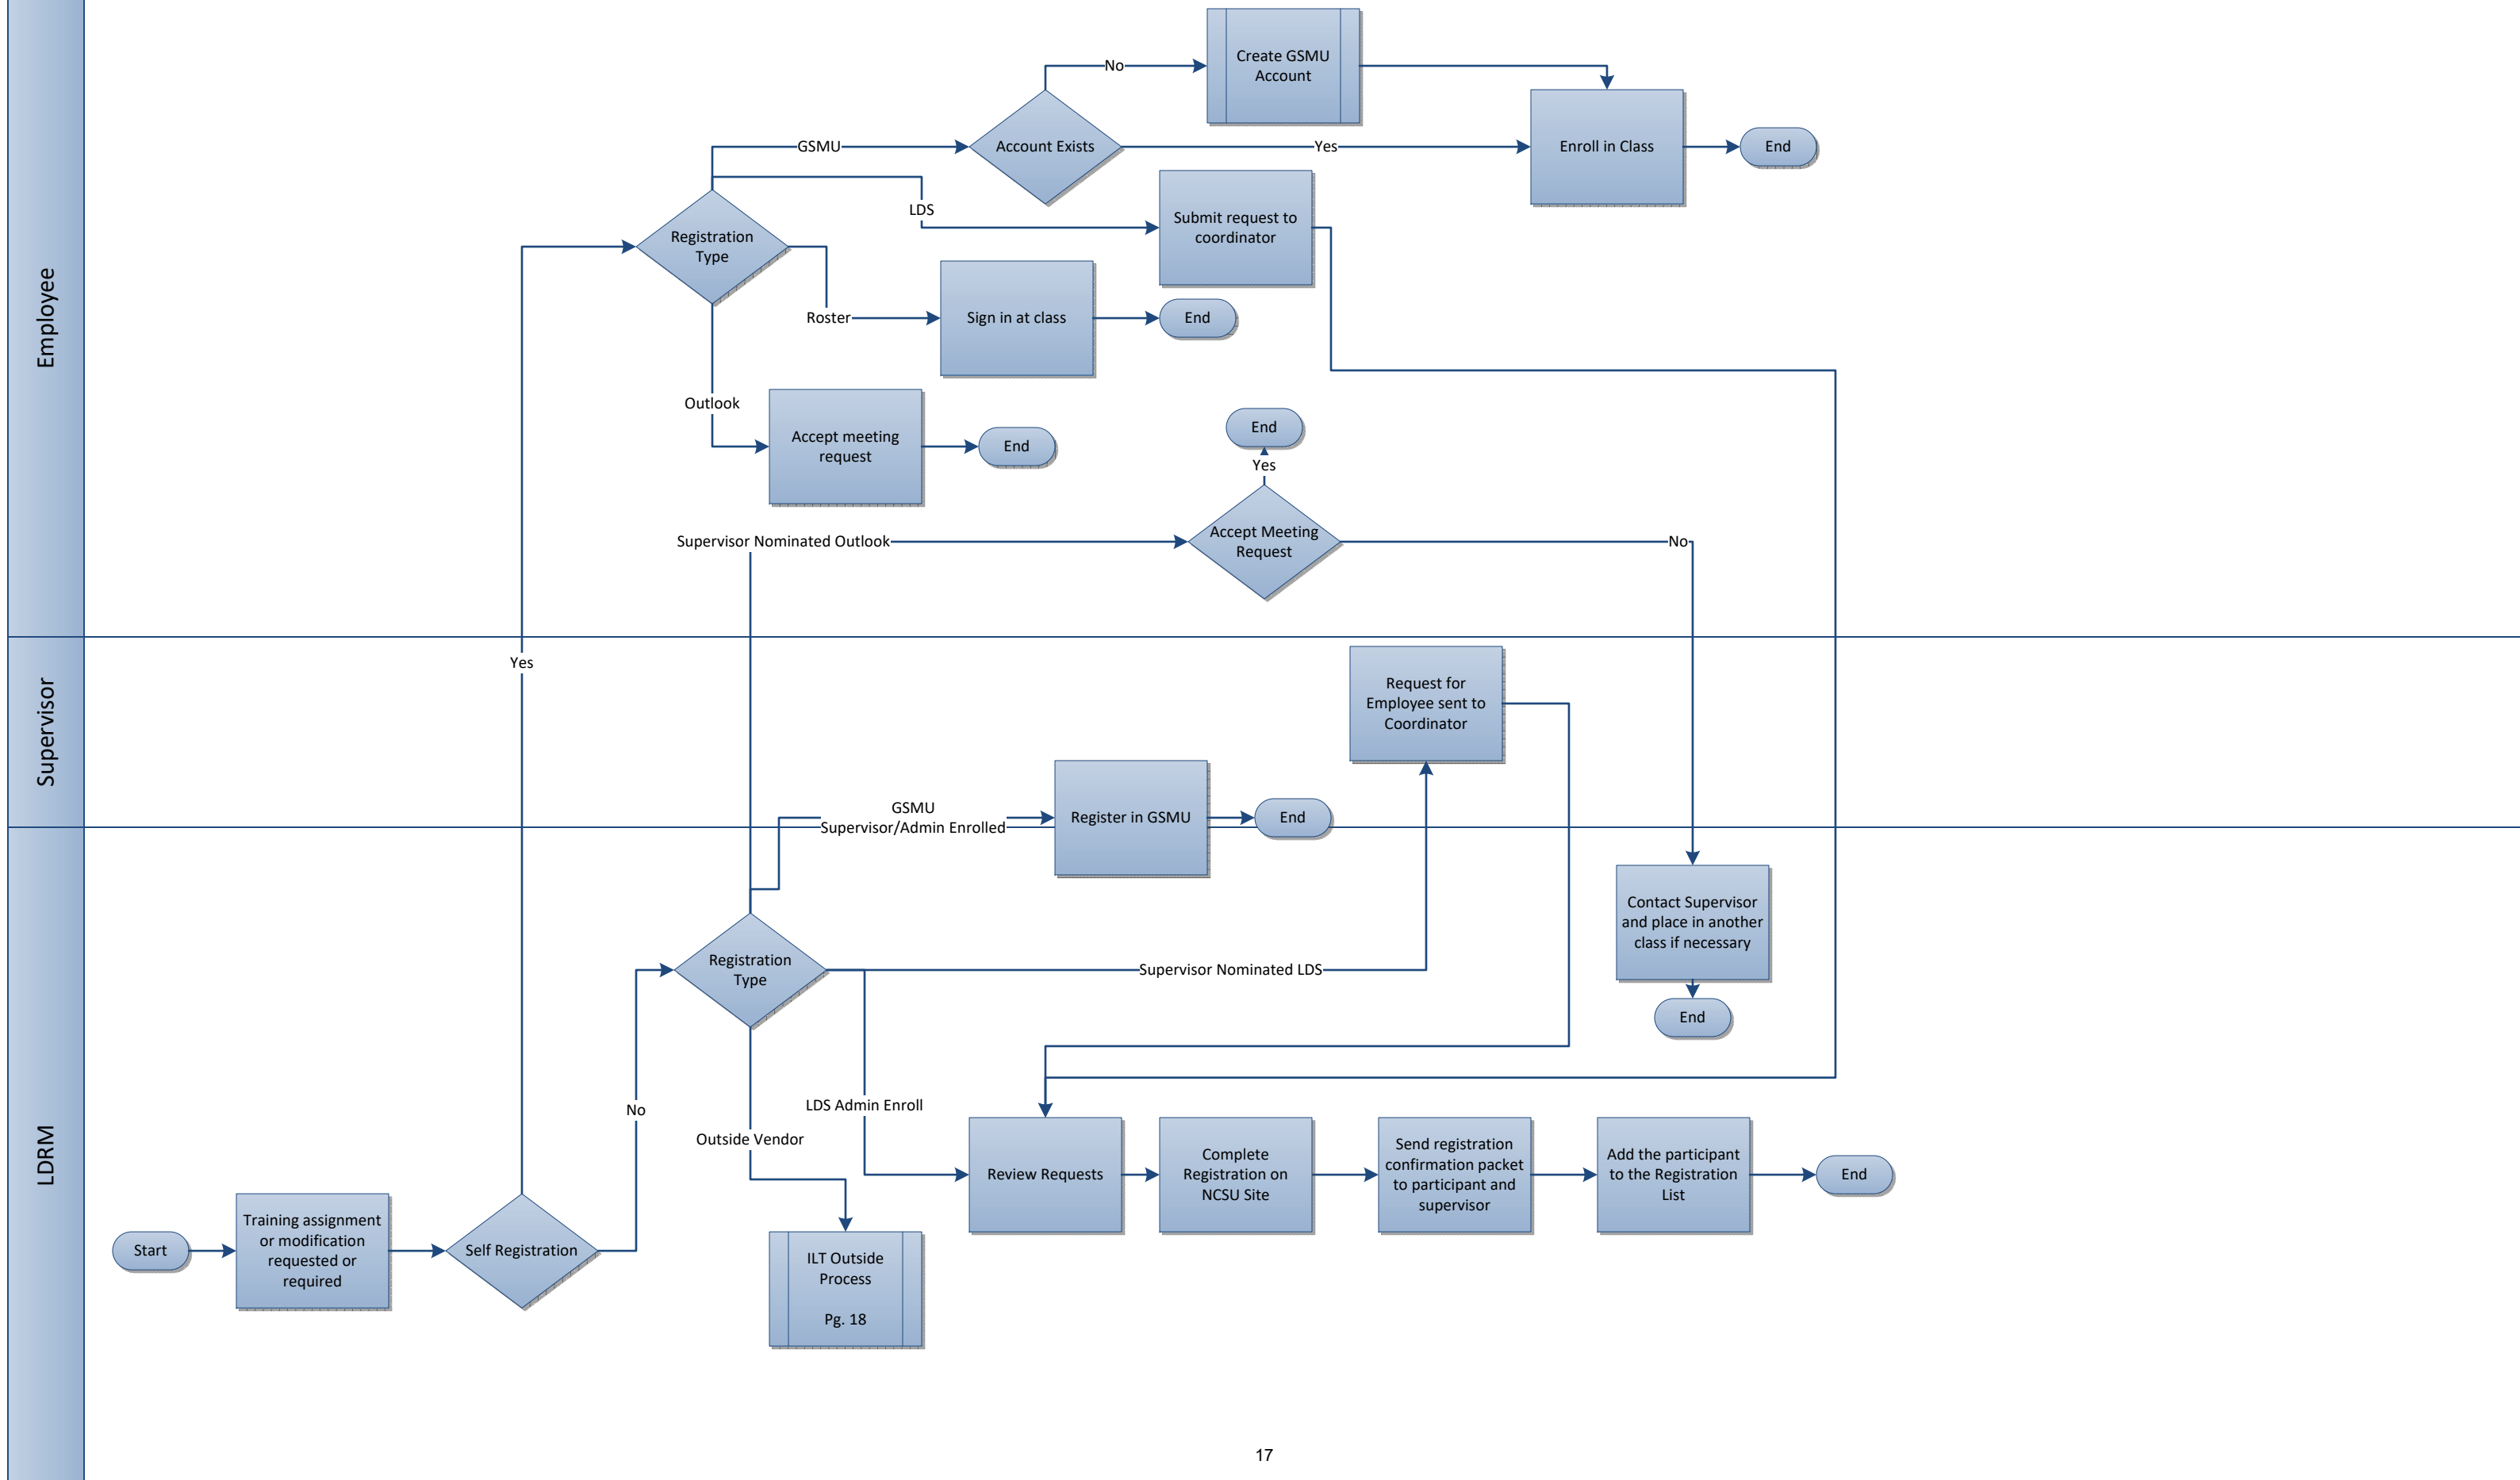 Employee
No
Create GSMU
Account
GSMU
Account Exists
Yes
Enroll in Class
End
LDS
Submit request to
coordinator
Registration
Type
Roster
Sign in at class
End
Outlook
Accept meeting
request
End
End
Yes
Supervisor Nominated Outlook
Accept Meeting
Request
No
Supervisor
Yes
Request for
Employee sent to
Coordinator
GSMU
Supervisor/Admin Enrolled
Register in GSMU
End
LDRM
Contact Supervisor
and place in another
class if necessary
End
Registration
Type
Supervisor Nominated LDS
No
LDS Admin Enroll
Outside Vendor
Review Requests
Complete
Registration on
NCSU Site
Send registration
confirmation packet
to participant and
supervisor
Add the participant
to the Registration
List
End
Start
Training assignment
or modification
requested or
required
Self Registration
ILT Outside
Process
Pg. 18
17